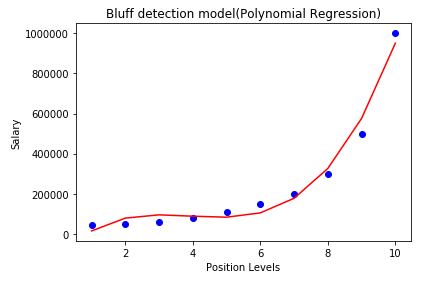 Bluff detection model(Polynomial Regression)
1000000
800000
600000
400000
200000
0
Salary
2 4 6 8 10
Position Levels